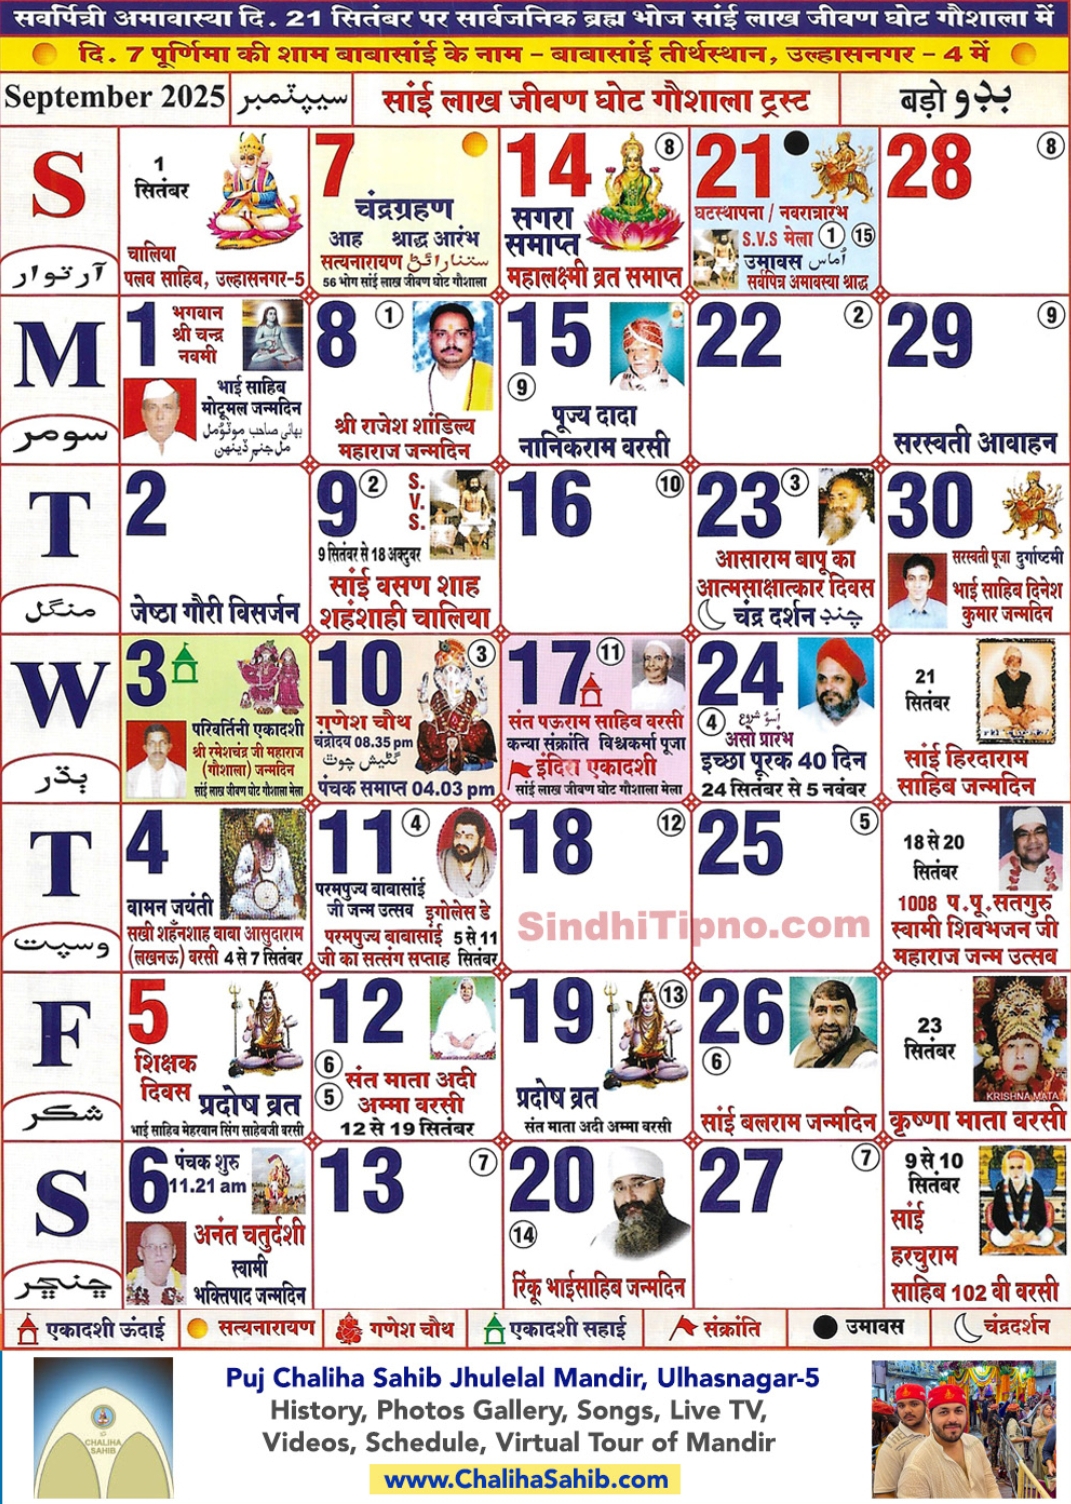 सवर्पित्री अमावास्या दि. 21 सितंबर पर सार्वजनिक ब्रह्म भोज सांई लाख जीवण घोट गौशाला में
दि. 7 पूर्णिमा की शाम बाबासांई के नाम - बाबासांई तीर्थस्थान, उल्हासनगर - 4 में
September 2025 سيپٽمبر सांई लाख जीवण घोट गौशाला ट्रस्ट बड़ो بڊو
S
آرتوار
1
सितंबर
चालिया
पलव साहिब, उल्हासनगर-5
7
चंद्रग्रहण
आह श्राद्ध आरंभ
सत्यनारायण ستنارائڻ
56 भोग सांई लाख जीवण घोट गौशाला
14 8
सगरा
समाप्त
महालक्ष्मी व्रत समाप्त
21
घटस्थापना / नवरात्रारंभ
S.V.S मेला 1 15
उमावस اُماس
सर्वपित्र अमावस्या श्राद्ध
28 8
M
سومر
1
भगवान
श्री चन्द्र
नवमी
भाई साहिब
मोटूमल जन्मदिन
ڀائي صاحب موٽومل
مل جنم ڏينهن
8 1
श्री राजेश शांडिल्य
महाराज जन्मदिन
15
9
पूज्य दादा
नानिकराम वरसी
22 2
29 9
सरस्वती आवाहन
T
منگل
2
जेष्ठा गौरी विसर्जन
9 2
S.
V.
S.
9 सितंबर से 18 अक्टुबर
सांई वसण शाह
शहंशाही चालिया
16 10
23 3
आसाराम बापू का
आत्मसाक्षात्कार दिवस
चंद्र दर्शन چنڊ
30
सरस्वती पूजा दुर्गाष्टमी
भाई साहिब दिनेश
कुमार जन्मदिन
W
ٻڌر
3
परिवर्तिनी एकादशी
श्री रमेशचंद्र जी महाराज
(गौशाला) जन्मदिन
सांई लाख जीवण घोट गौशाला मेला
10 3
गणेश चौथ
चंद्रोदय 08.35 pm
گڻيش چوٿ
पंचक समाप्त 04.03 pm
17 11
संत पऊराम साहिब वरसी
कन्या संक्रांति विश्वकर्मा पूजा
इंदिरा एकादशी
सांई लाख जीवण घोट गौशाला मेला
24
4 اَسُو شروع
असो प्रारंभ
इच्छा पूरक 40 दिन
24 सितंबर से 5 नवंबर
21
सितंबर
सांई हिरदाराम
साहिब जन्मदिन
T
وسپت
4
वामन जयंती
सखी शहँनशाह बाबा आसुदाराम
(लखनऊ) वरसी 4 से 7 सितंबर
11 4
परमपुज्य बाबासांई
जी जन्म उत्सव इगोलेस डे
परमपुज्य बाबासांई 5 से 11
जी का सत्संग सप्ताह सितंबर
18 12
SindhiTipno.com
25 5
18 से 20
सितंबर
1008 प.पू.सतगुरु
स्वामी शिवभजन जी
महाराज जन्म उत्सव
F
شڪر
5
शिक्षक
दिवस
प्रदोष व्रत
भाई साहिब मेहरबान सिंग साहेबजी वरसी
12
6
5
संत माता अदी
अम्मा वरसी
12 से 19 सितंबर
19 13
प्रदोष व्रत
संत माता अदी अम्मा वरसी
26
6
सांई बलराम जन्मदिन
23
सितंबर
KRISHNA MATA
कृष्णा माता वरसी
S
ڇنڇر
6
पंचक शुरु
11.21 am
अनंत चतुर्दशी
स्वामी
भक्तिपाद जन्मदिन
13 7
20
14
रिंकू भाईसाहिब जन्मदिन
27 7
9 से 10
सितंबर
सांई
हरचुराम
साहिब 102 वी वरसी
एकादशी ऊंदाई सत्यनारायण गणेश चौथ एकादशी सहाई संक्रांति उमावस चंद्रदर्शन
CHALIHA
SAHIB
Puj Chaliha Sahib Jhulelal Mandir, Ulhasnagar-5
History, Photos Gallery, Songs, Live TV,
Videos, Schedule, Virtual Tour of Mandir
www.ChalihaSahib.com